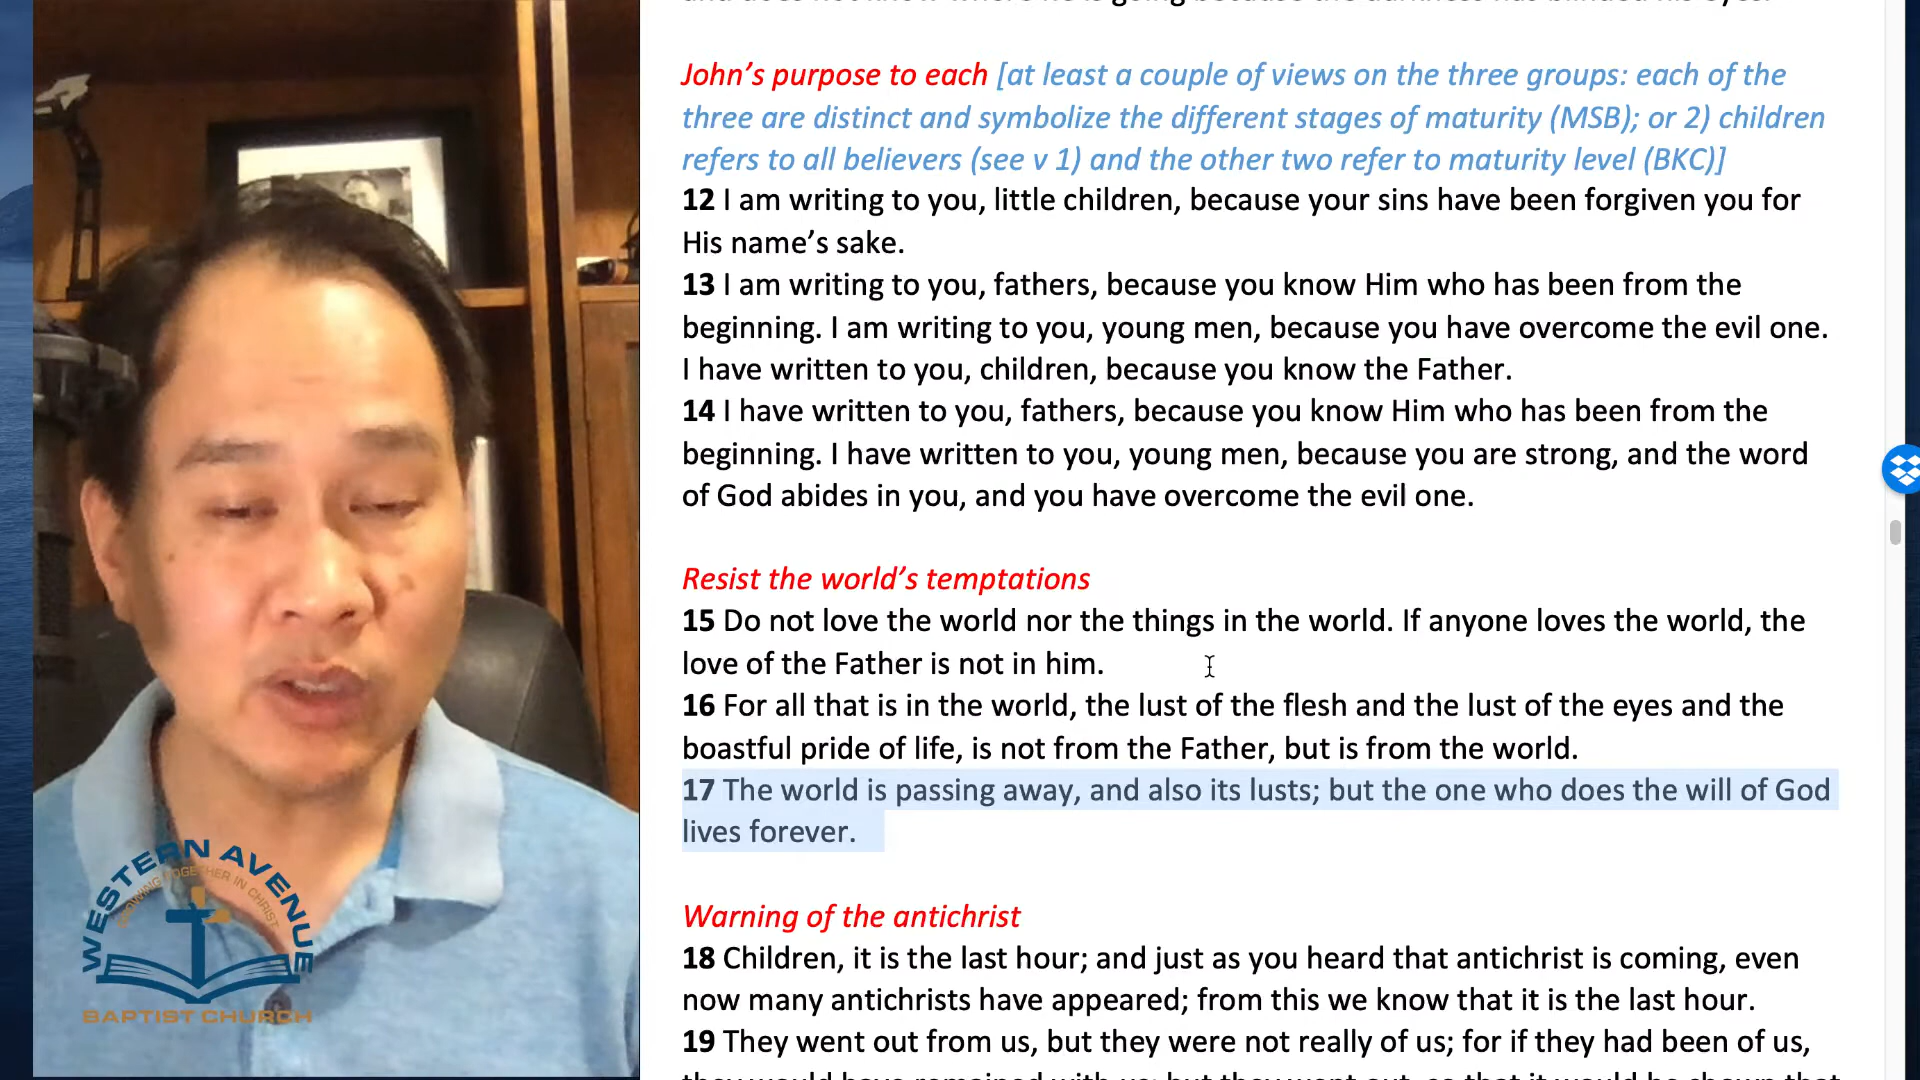 John’s purpose to each [at least a couple of views on the three groups: each of the
three are distinct and symbolize the different stages of maturity (MSB); or 2) children
refers to all believers (see v 1) and the other two refer to maturity level (BKC)]
12 I am writing to you, little children, because your sins have been forgiven you for
His name’s sake.
13 I am writing to you, fathers, because you know Him who has been from the
beginning. I am writing to you, young men, because you have overcome the evil one.
I have written to you, children, because you know the Father.
14 I have written to you, fathers, because you know Him who has been from the
beginning. I have written to you, young men, because you are strong, and the word
of God abides in you, and you have overcome the evil one.
Resist the world’s temptations
15 Do not love the world nor the things in the world. If anyone loves the world, the
love of the Father is not in him.
16 For all that is in the world, the lust of the flesh and the lust of the eyes and the
boastful pride of life, is not from the Father, but is from the world.
17 The world is passing away, and also its lusts; but the one who does the will of God
lives forever.
Warning of the antichrist
18 Children, it is the last hour; and just as you heard that antichrist is coming, even
now many antichrists have appeared; from this we know that it is the last hour.
19 They went out from us, but they were not really of us; for if they had been of us,
WESTERN AVENUE
GROWING TOGETHER IN CHRIST
BAPTIST CHURCH